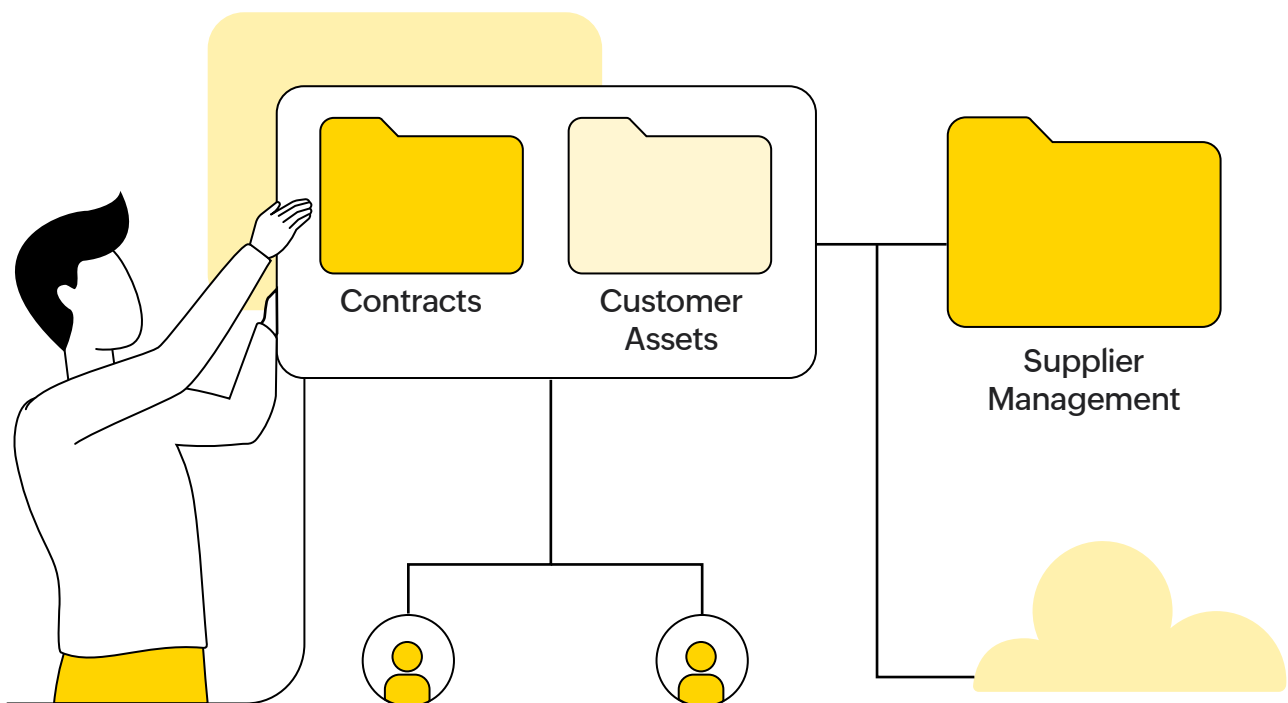 Contracts
Customer
Assets
Supplier
Management